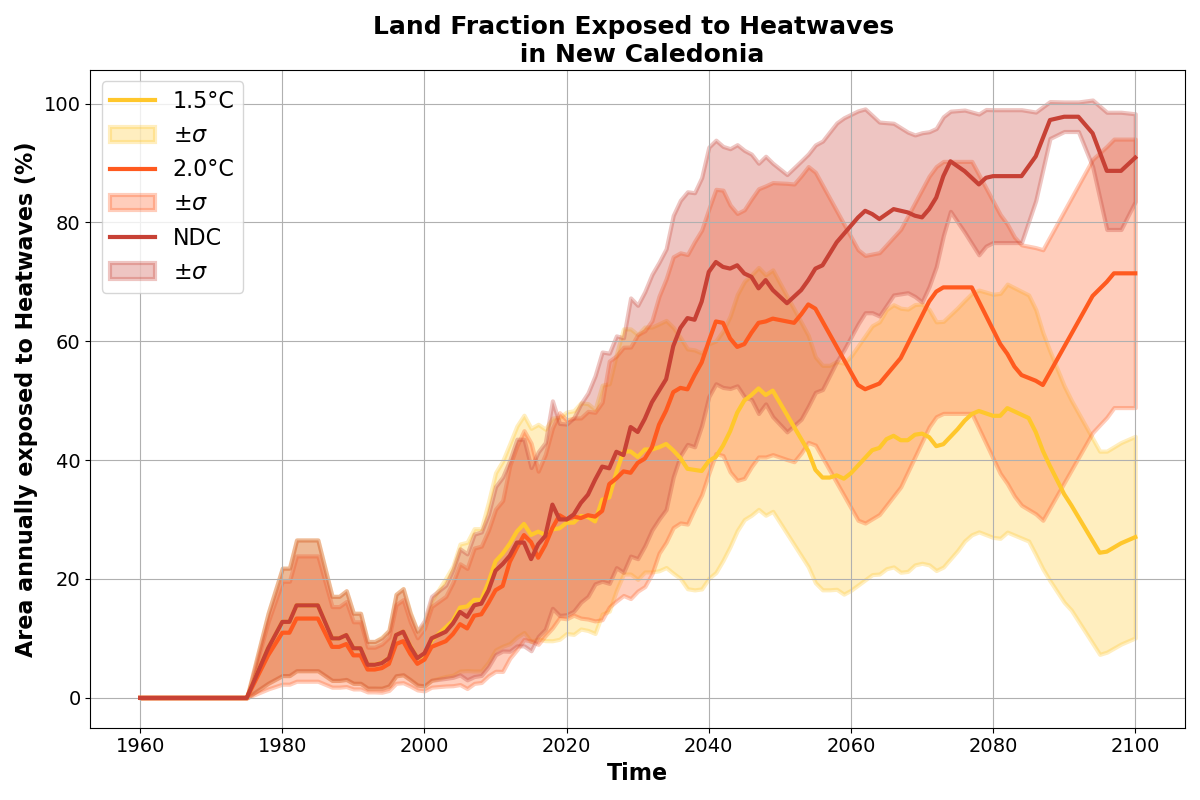 Land Fraction Exposed to Heatwaves
in New Caledonia
Area annually exposed to Heatwaves (%)
100
80
60
40
20
0
1.5°C
±σ
2.0°C
±σ
NDC
±σ
1960 1980 2000 2020 2040 2060 2080 2100
Time